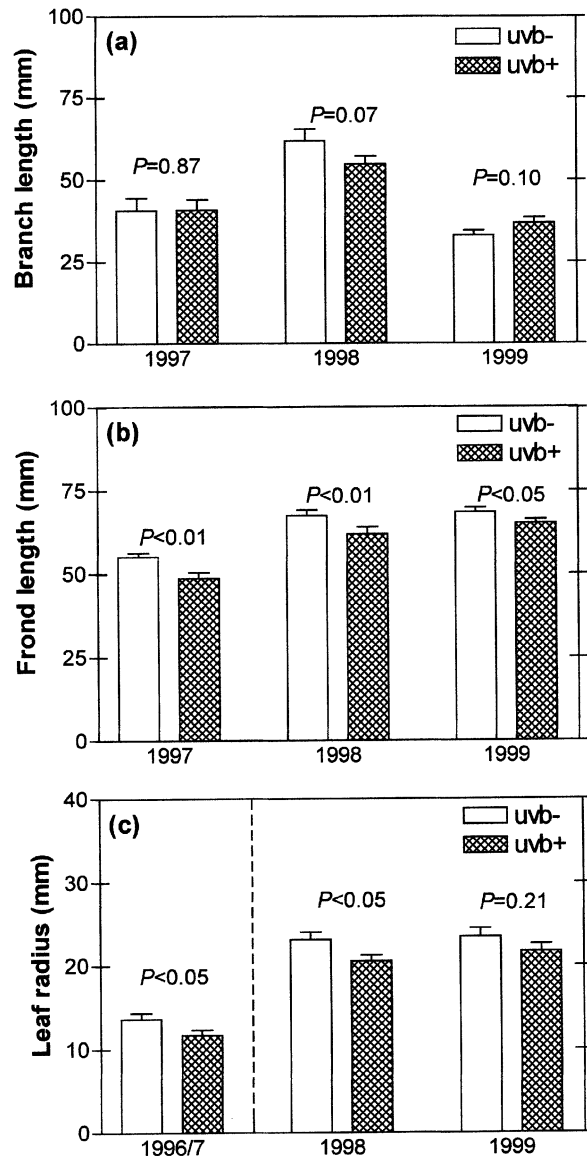 (a)
uvb-
uvb+
Branch length (mm)
100
75
50
25
0
P=0.87
P=0.07
P=0.10
1997
1998
1999
(b)
uvb-
uvb+
Frond length (mm)
100
75
50
25
0
P<0.01
P<0.01
P<0.05
1997
1998
1999
(c)
uvb-
uvb+
Leaf radius (mm)
40
30
20
10
0
P<0.05
P<0.05
P=0.21
1996/7
1998
1999